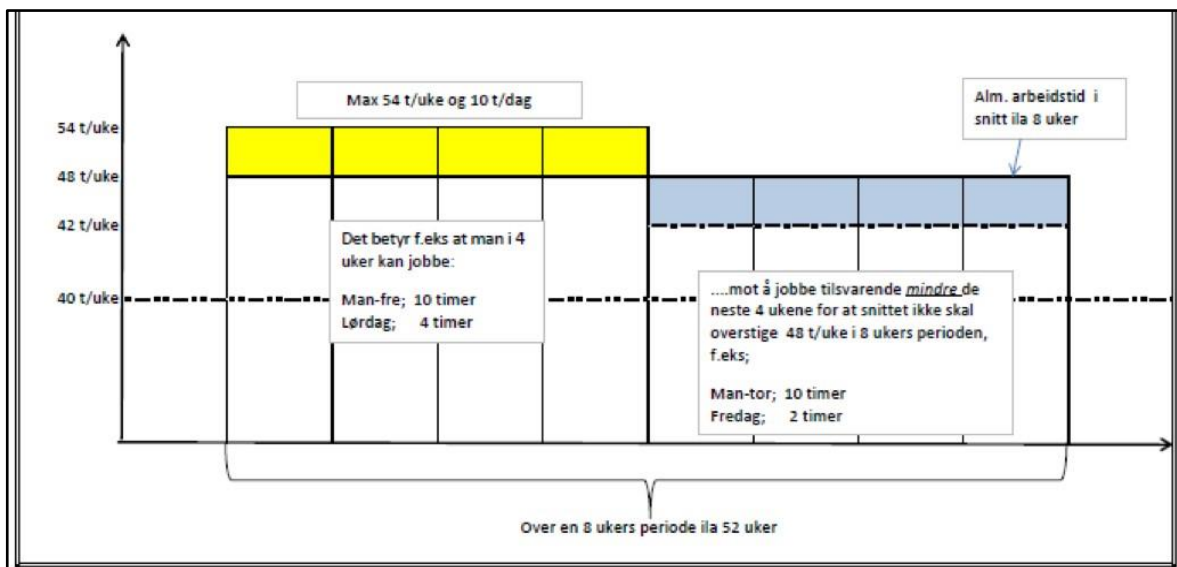 Max 54 t/uke og 10 t/dag
Alm. arbeidstid i
snitt ila 8 uker
54 t/uke
48 t/uke
42 t/uke
40 t/uke
Det betyr f.eks at man i 4
uker kan jobbe:
Man-fre; 10 timer
Lørdag; 4 timer
....mot å jobbe tilsvarende mindre de
neste 4 ukene for at snittet ikke skal
overstige 48 t/uke i 8 ukers perioden,
f.eks;
Man-tor; 10 timer
Fredag; 2 timer
Over en 8 ukers periode ila 52 uker